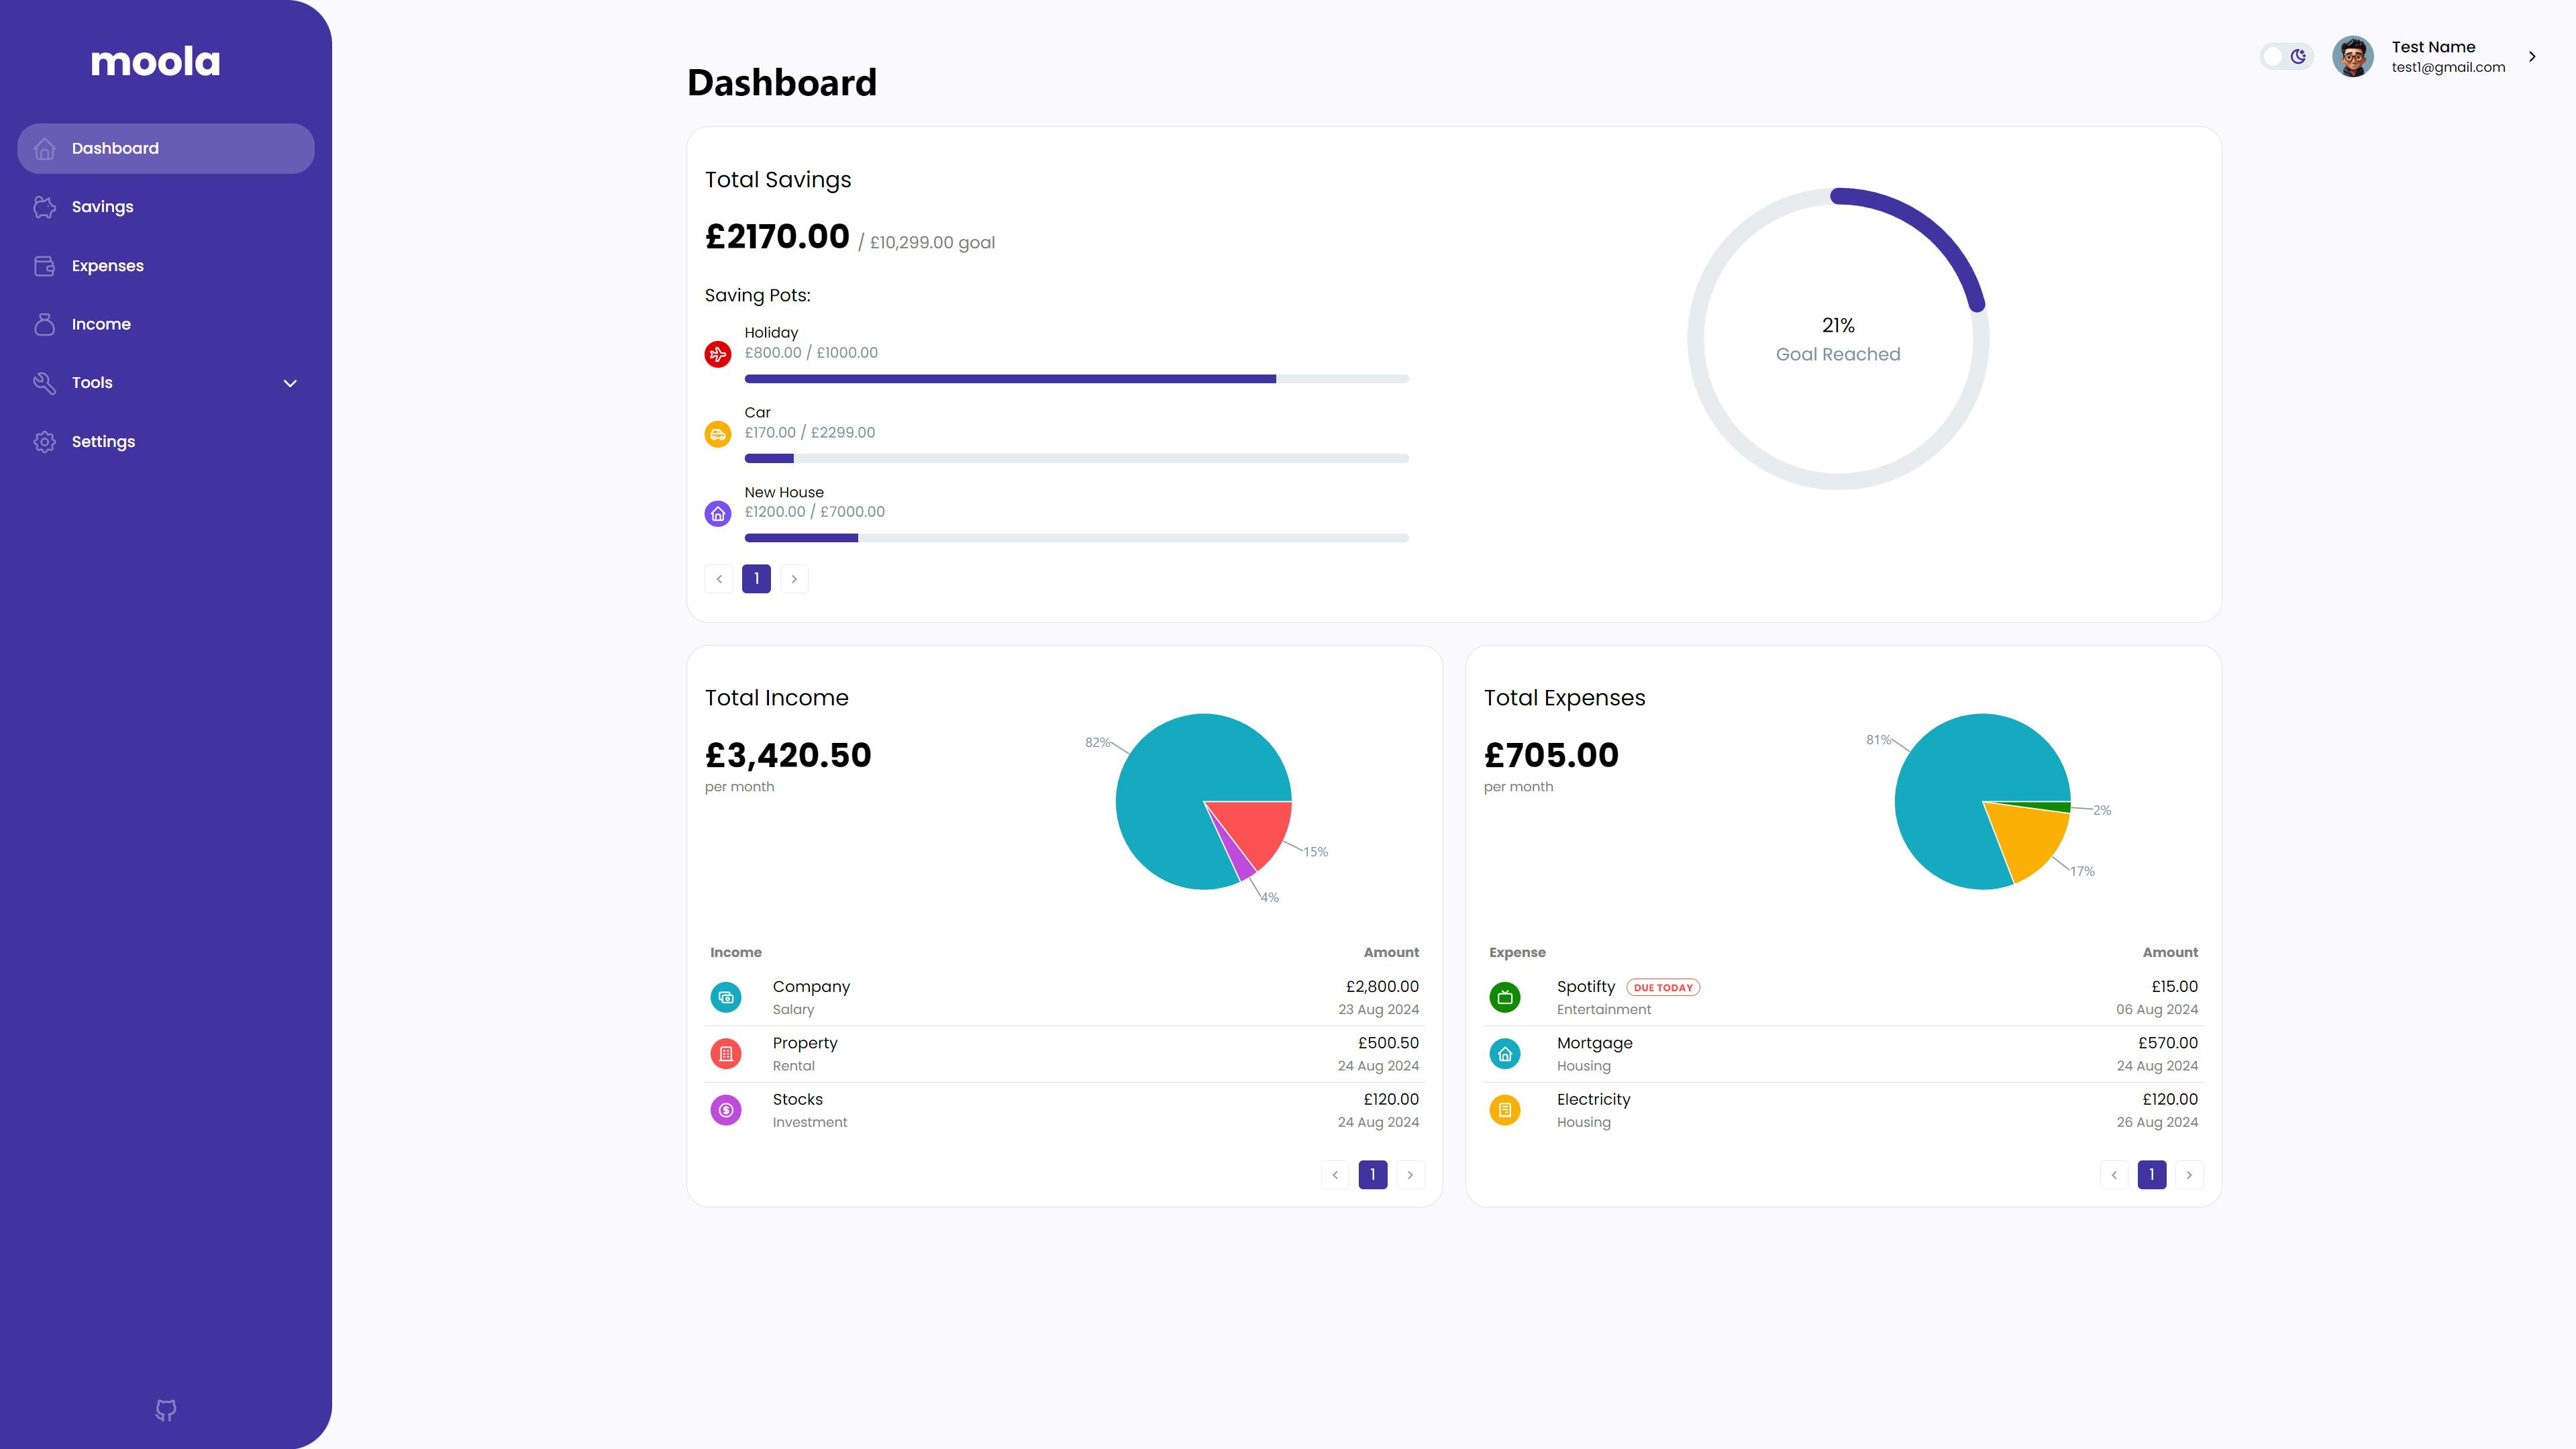 moola
Dashboard
Savings
Expenses
Income
Tools
Settings
Test Name
test1@gmail.com
Dashboard
Total Savings
£2170.00 / £10,299.00 goal
Saving Pots:
Holiday
£800.00 / £1000.00
Car
£170.00 / £2299.00
New House
£1200.00 / £7000.00
1
21%
Goal Reached
Total Income
£3,420.50
per month
82%
15%
4%
Income Amount
Company £2,800.00
Salary 23 Aug 2024
Property £500.50
Rental 24 Aug 2024
Stocks £120.00
Investment 24 Aug 2024
1
Total Expenses
£705.00
per month
81%
2%
17%
Expense Amount
Spotifty DUE TODAY £15.00
Entertainment 06 Aug 2024
Mortgage £570.00
Housing 24 Aug 2024
Electricity £120.00
Housing 26 Aug 2024
1